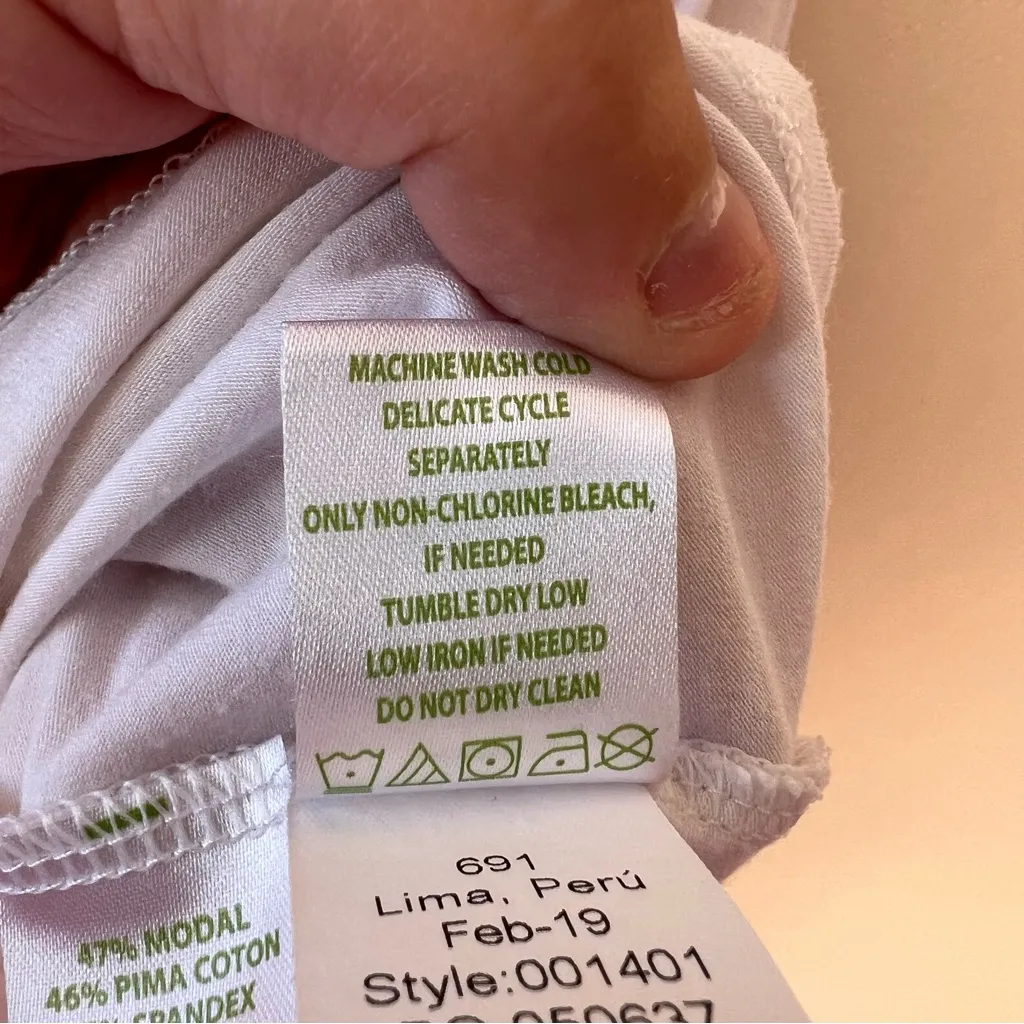 MACHINE WASH COLD
DELICATE CYCLE
SEPARATELY
ONLY NON-CHLORINE BLEACH,
IF NEEDED
TUMBLE DRY LOW
LOW IRON IF NEEDED
DO NOT DRY CLEAN
691
Lima, Perú
Feb-19
Style:001401
050637
47% MODAL
46% PIMA COTON
SPANDEX